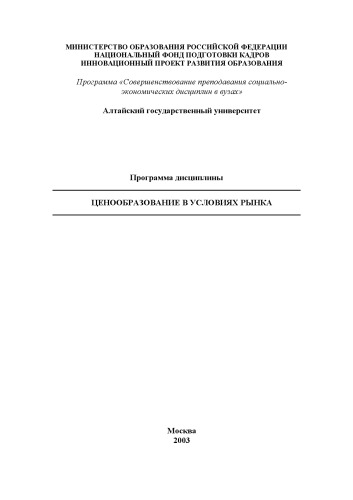 МИНИСТЕРСТВО ОБРАЗОВАНИЯ РОССИЙСКОЙ ФЕДЕРАЦИИ
НАЦИОНАЛЬНЫЙ ФОНД ПОДГОТОВКИ КАДРОВ
ИННОВАЦИОННЫЙ ПРОЕКТ РАЗВИТИЯ ОБРАЗОВАНИЯ
Программа «Совершенствование преподавания социально-
экономических дисциплин в вузах»
Алтайский государственный университет
Программа дисциплины
ЦЕНООБРАЗОВАНИЕ В УСЛОВИЯХ РЫНКА
Москва
2003